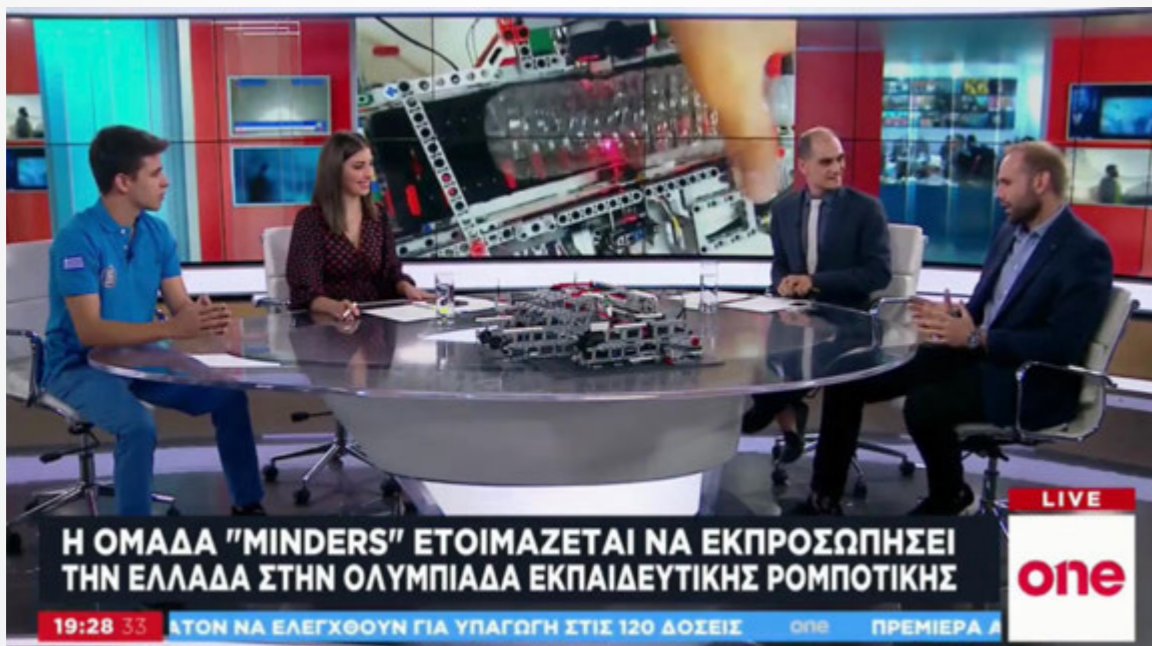 LIVE
Η ΟΜΑΔΑ "MINDERS" ΕΤΟΙΜΑΖΕΤΑΙ ΝΑ ΕΚΠΡΟΣΩΠΗΣΕΙ
ΤΗΝ ΕΛΛΑΔΑ ΣΤΗΝ ΟΛΥΜΠΙΑΔΑ ΕΚΠΑΙΔΕΥΤΙΚΗΣ ΡΟΜΠΟΤΙΚΗΣ
one
19:28 33 ΑΤΟΝ ΝΑ ΕΛΕΓΧΘΟΥΝ ΓΙΑ ΥΠΑΓΩΓΗ ΣΤΙΣ 120 ΔΟΣΕΙΣ one ΠΡΕΜΙΕΡΑ